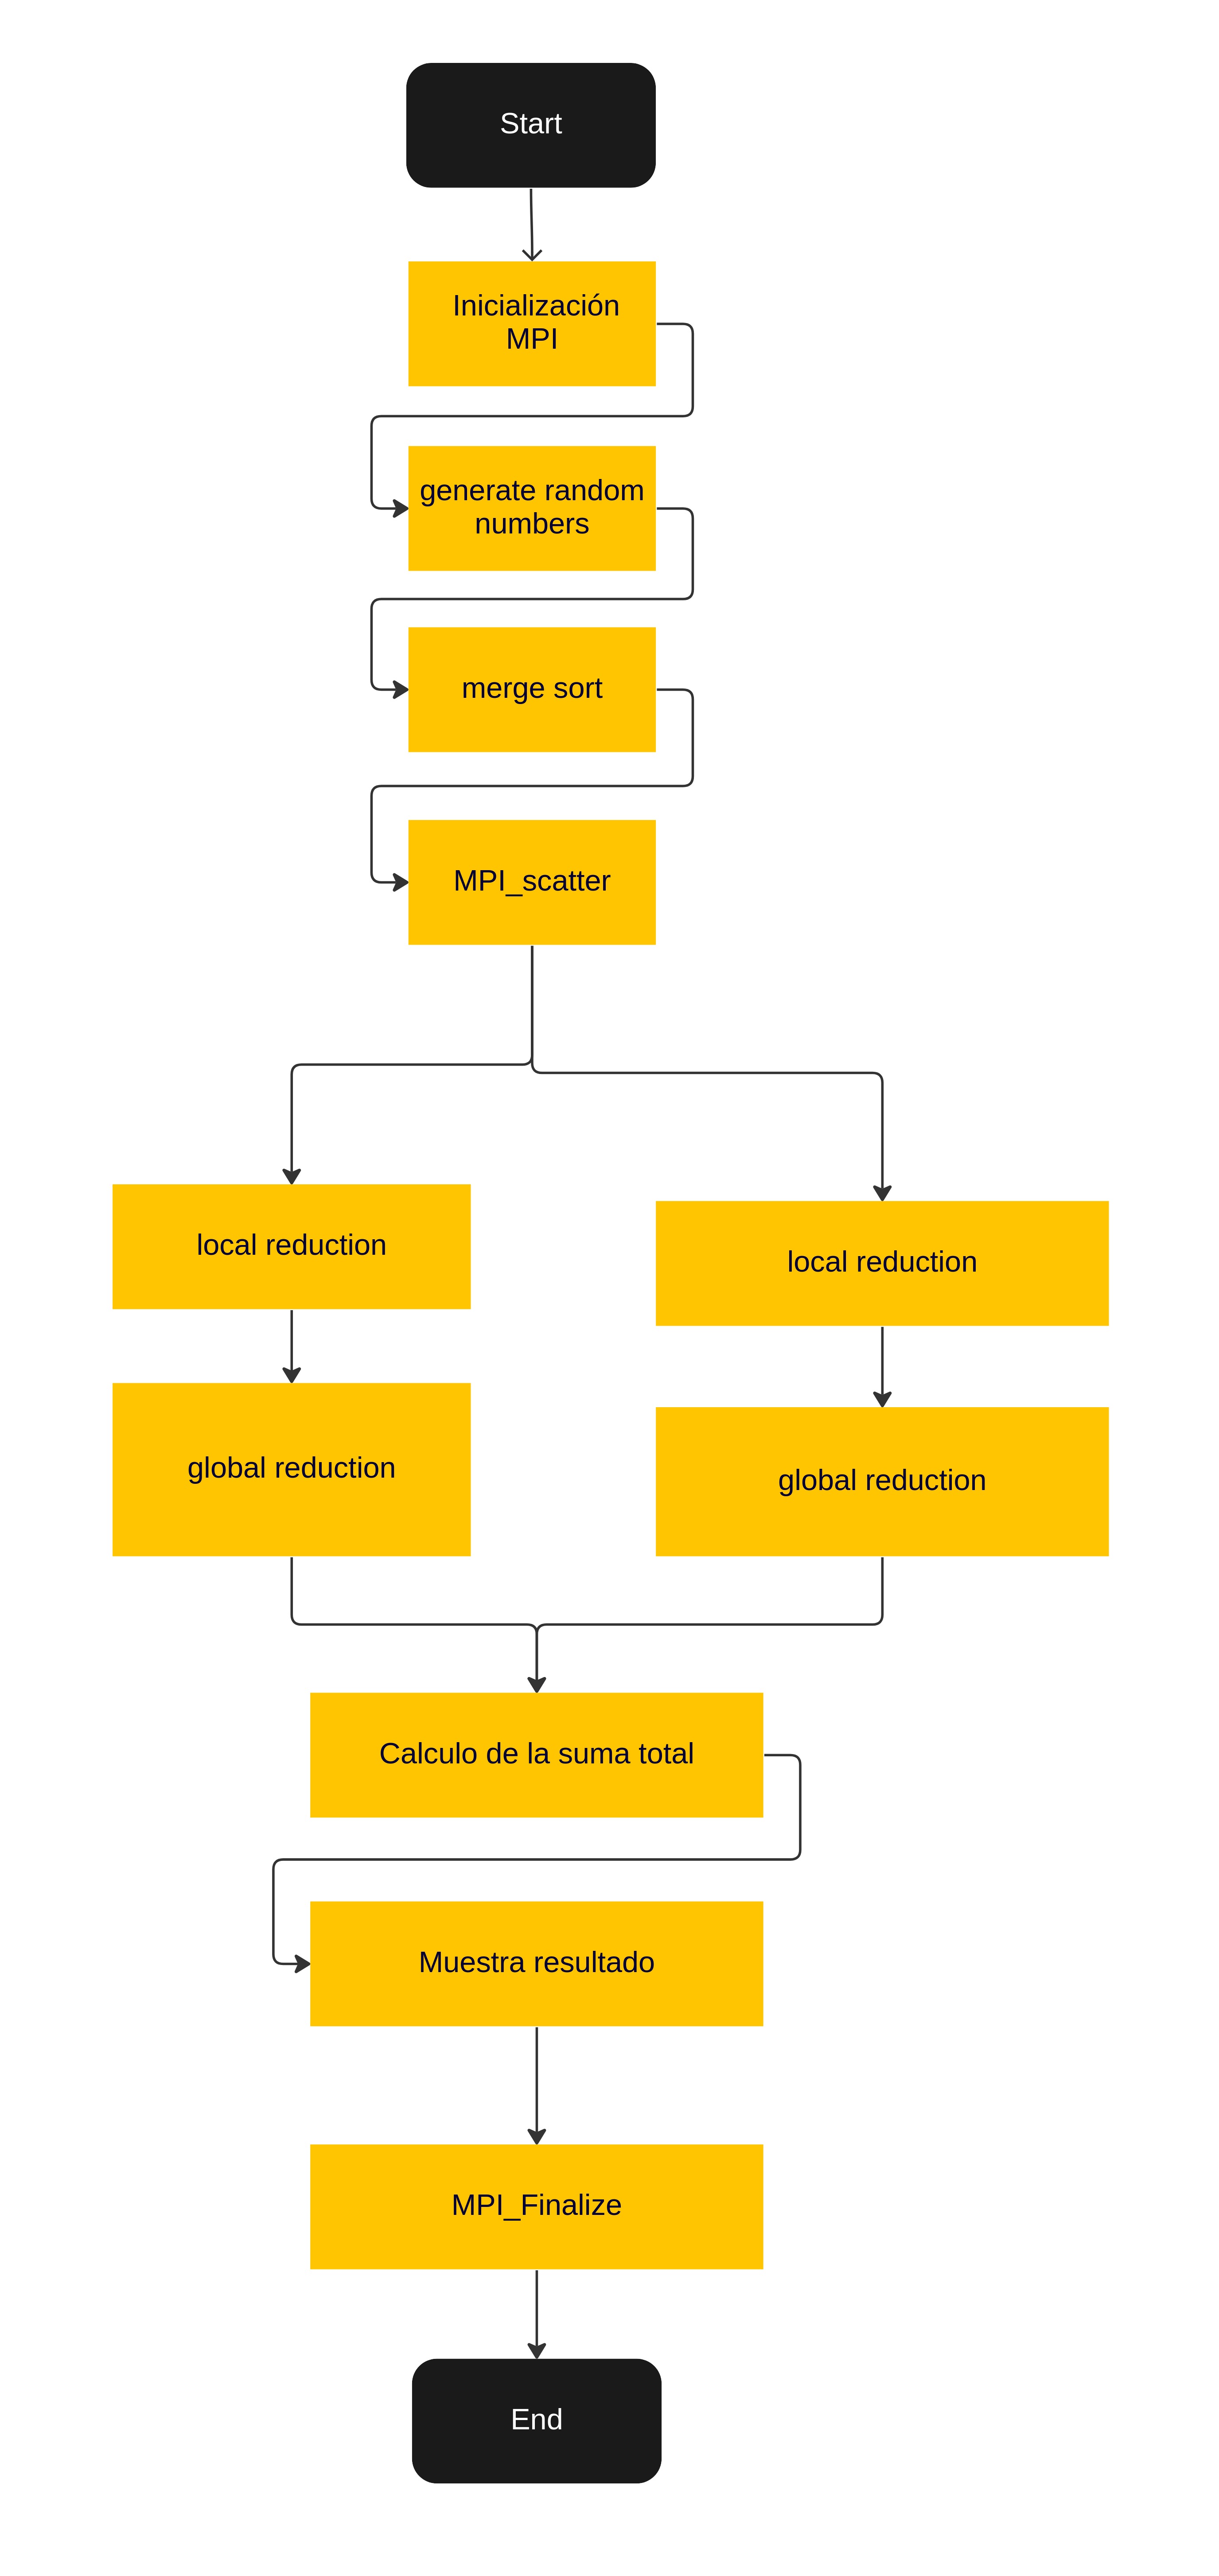 Start
Inicialización
MPI
generate random
numbers
merge sort
MPI_scatter
local reduction
local reduction
global reduction
global reduction
Calculo de la suma total
Muestra resultado
MPI_Finalize
End